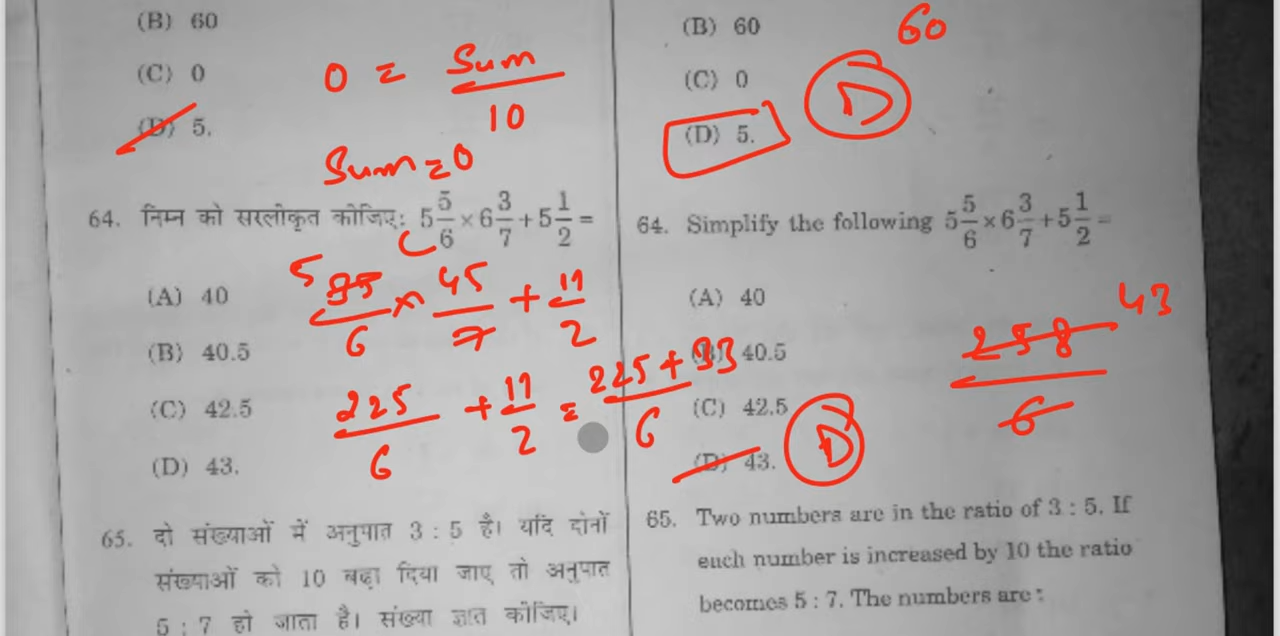 (B) 60
(C) 0
(D) 5.
0 = Sum/10
Sum=0
64. निम्न को सरलीकृत कीजिए: 5 5/6 × 6 3/7 + 5 1/2 =
(A) 40
(B) 40.5
(C) 42.5
(D) 43.
5 35/6 × 45/7 + 11/2
225/6 + 11/2 = 225+33/6
65. दो संख्याओं में अनुपात 3 : 5 है। यदि दोनों
संख्याओं को 10 बढ़ा दिया जाए तो अनुपात
5 : 7 हो जाता है। संख्या ज्ञात कीजिए।
(B) 60
60
(C) 0
(D) 5.
D
64. Simplify the following 5 5/6 × 6 3/7 + 5 1/2 =
(A) 40
(B) 40.5
(C) 42.5
(D) 43.
D
258/6 43
65. Two numbers are in the ratio of 3 : 5. If
each number is increased by 10 the ratio
becomes 5 : 7. The numbers are :